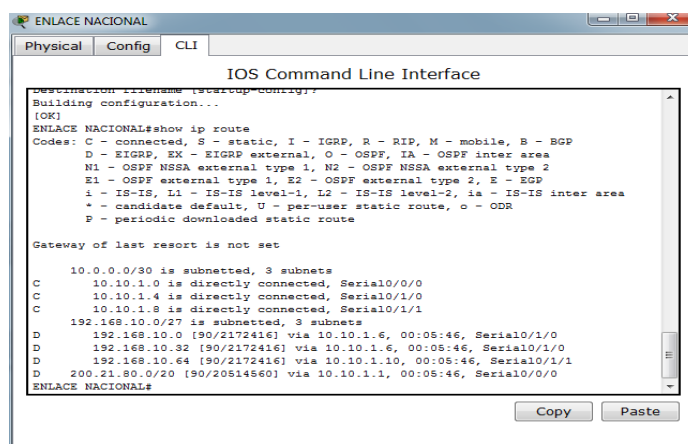 ENLACE NACIONAL
Physical Config CLI
IOS Command Line Interface
Destination filename [startup-config]?
Building configuration...
[OK]
ENLACE NACIONAL#show ip route
Codes: C - connected, S - static, I - IGRP, R - RIP, M - mobile, B - BGP
D - EIGRP, EX - EIGRP external, O - OSPF, IA - OSPF inter area
N1 - OSPF NSSA external type 1, N2 - OSPF NSSA external type 2
E1 - OSPF external type 1, E2 - OSPF external type 2, E - EGP
i - IS-IS, L1 - IS-IS level-1, L2 - IS-IS level-2, ia - IS-IS inter area
* - candidate default, U - per-user static route, o - ODR
P - periodic downloaded static route
Gateway of last resort is not set
10.0.0.0/30 is subnetted, 3 subnets
C 10.10.1.0 is directly connected, Serial0/0/0
C 10.10.1.4 is directly connected, Serial0/1/0
C 10.10.1.8 is directly connected, Serial0/1/1
192.168.10.0/27 is subnetted, 3 subnets
D 192.168.10.0 [90/2172416] via 10.10.1.6, 00:05:46, Serial0/1/0
D 192.168.10.32 [90/2172416] via 10.10.1.6, 00:05:46, Serial0/1/0
D 192.168.10.64 [90/2172416] via 10.10.1.10, 00:05:46, Serial0/1/1
D 200.21.80.0/20 [90/20514560] via 10.10.1.1, 00:05:46, Serial0/0/0
ENLACE NACIONAL#
Copy Paste